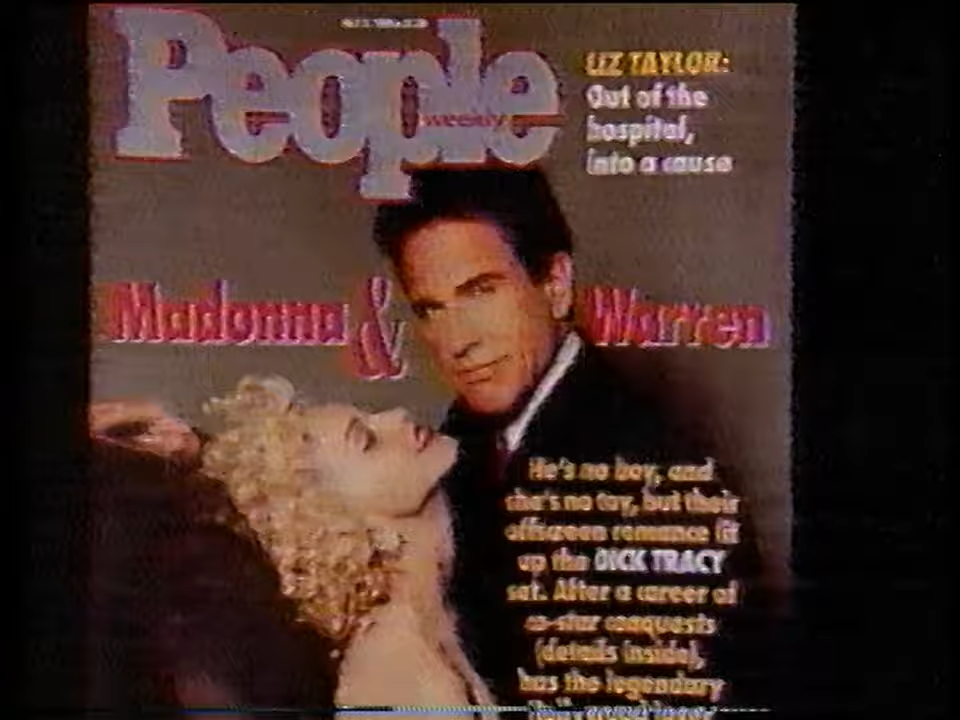 People
weekly
LIZ TAYLOR:
Out of the
hospital,
into a cause
Madonna & Warren
He's no boy, and
she's no toy, but their
offscreen romance lit
up the DICK TRACY
set. After a career of
co-star conquests
(details inside),
has the legendary